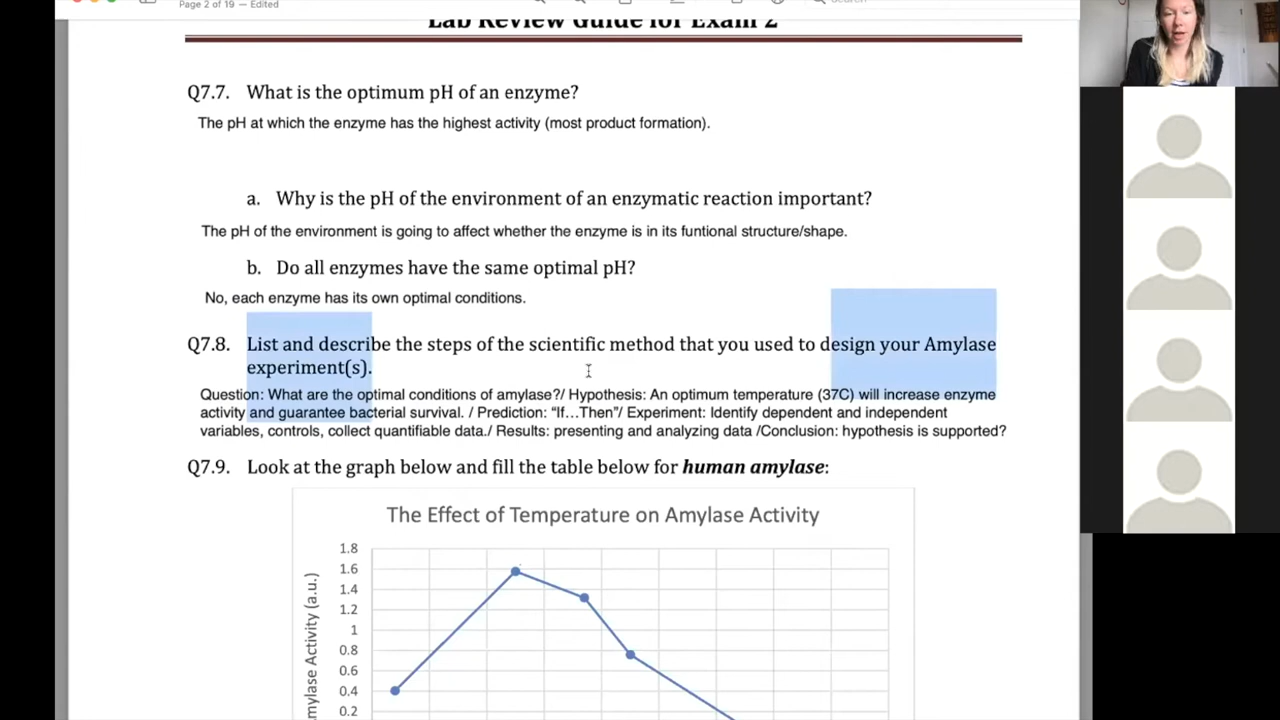 Page 2 of 19 — Edited
Search
Lab Review Guide for Exam 2
Q7.7. What is the optimum pH of an enzyme?
The pH at which the enzyme has the highest activity (most product formation).
a. Why is the pH of the environment of an enzymatic reaction important?
The pH of the environment is going to affect whether the enzyme is in its funtional structure/shape.
b. Do all enzymes have the same optimal pH?
No, each enzyme has its own optimal conditions.
Q7.8. List and describe the steps of the scientific method that you used to design your Amylase
experiment(s).
Question: What are the optimal conditions of amylase?/ Hypothesis: An optimum temperature (37C) will increase enzyme
activity and guarantee bacterial survival. / Prediction: “If…Then”/ Experiment: Identify dependent and independent
variables, controls, collect quantifiable data./ Results: presenting and analyzing data /Conclusion: hypothesis is supported?
Q7.9. Look at the graph below and fill the table below for human amylase:
The Effect of Temperature on Amylase Activity
1.8
1.6
1.4
1.2
1
0.8
0.6
0.4
0.2
mylase Activity (a.u.)